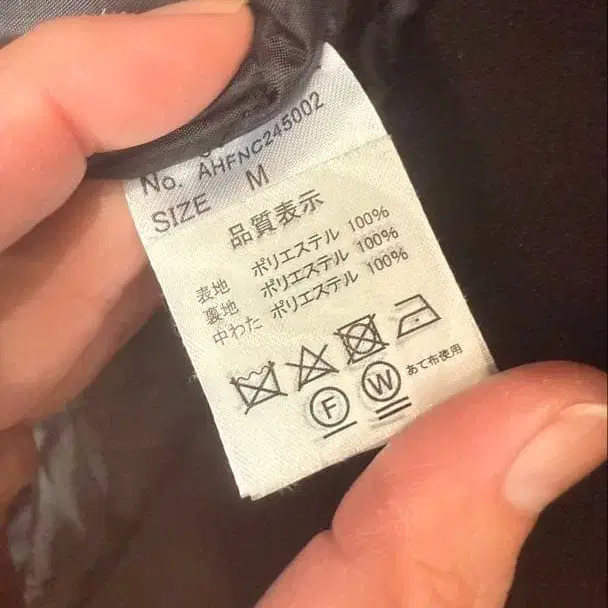 No. AHFNC245002
SIZE M
品質表示
表地 ポリエステル 100%
裏地 ポリエステル 100%
中わた ポリエステル 100%
あて布使用
F W